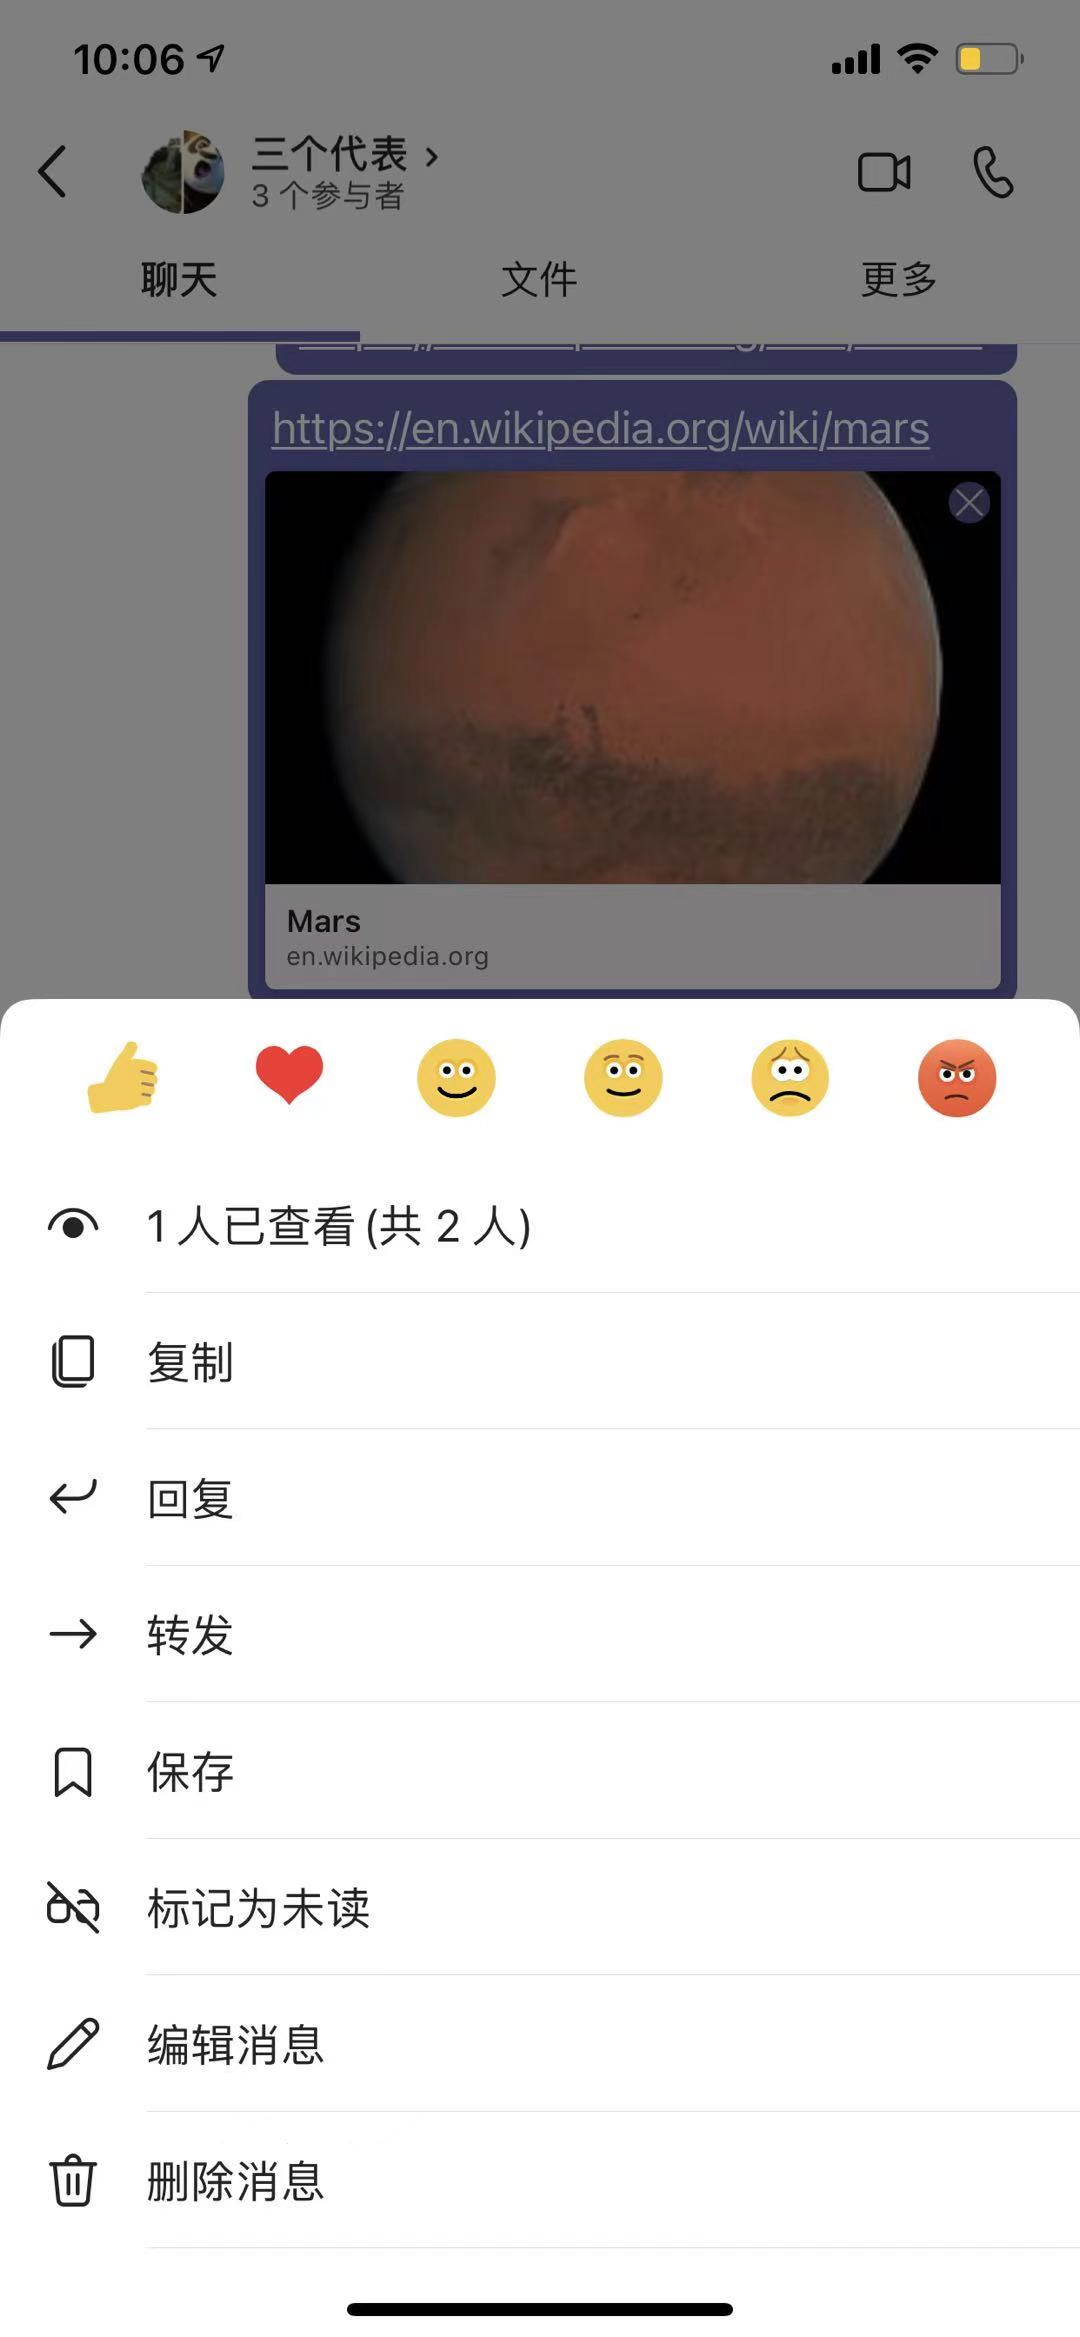 10:06
三个代表
3 个参与者
聊天
文件
更多
https://en.wikipedia.org/wiki/mars
Mars
en.wikipedia.org
1 人已查看 (共 2 人)
复制
回复
转发
保存
标记为未读
编辑消息
删除消息